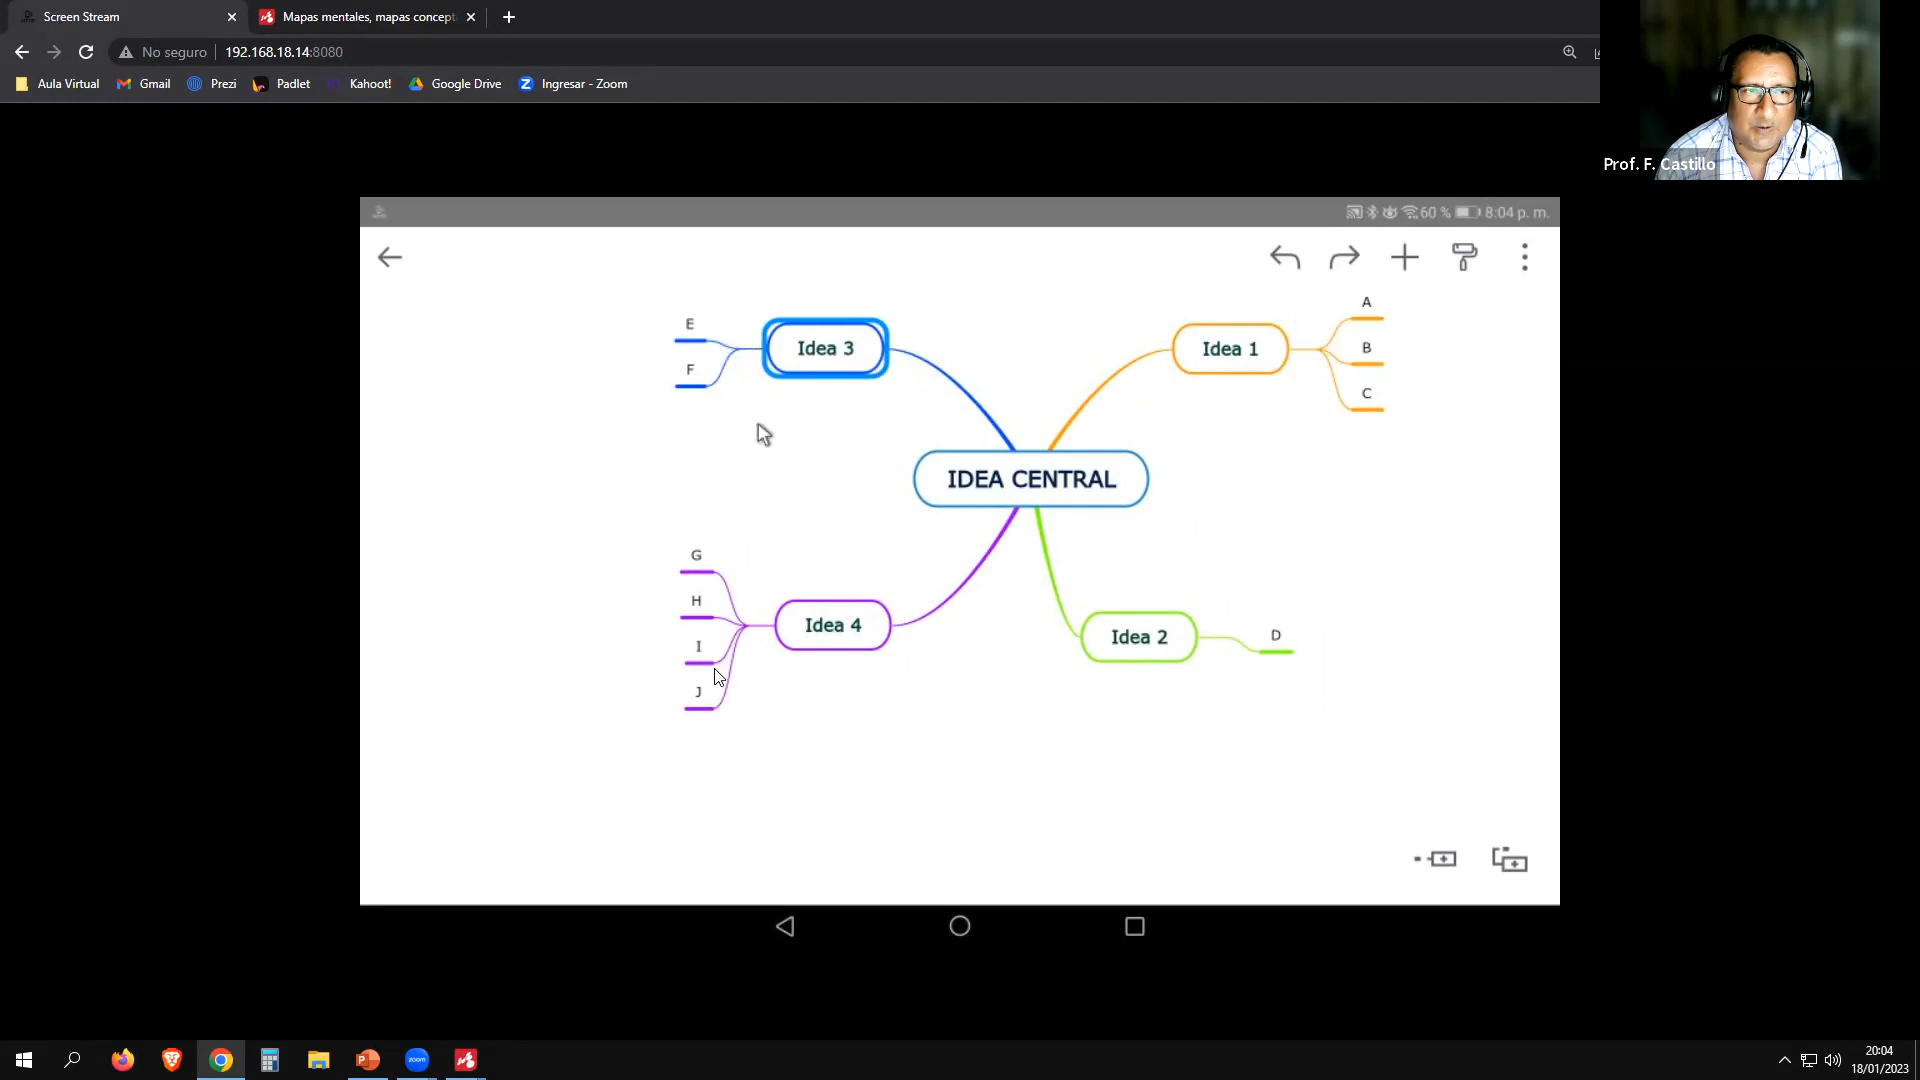 Screen Stream
Mapas mentales, mapas concept
No seguro
192.168.18.14:8080
Aula Virtual
Gmail
Prezi
Padlet
Kahoot!
Google Drive
Ingresar - Zoom
Prof. F. Castillo
60 %
8:04 p. m.
E
F
Idea 3
Idea 1
A
B
C
IDEA CENTRAL
G
H
I
J
Idea 4
Idea 2
D
zoom
20:04
18/01/2023